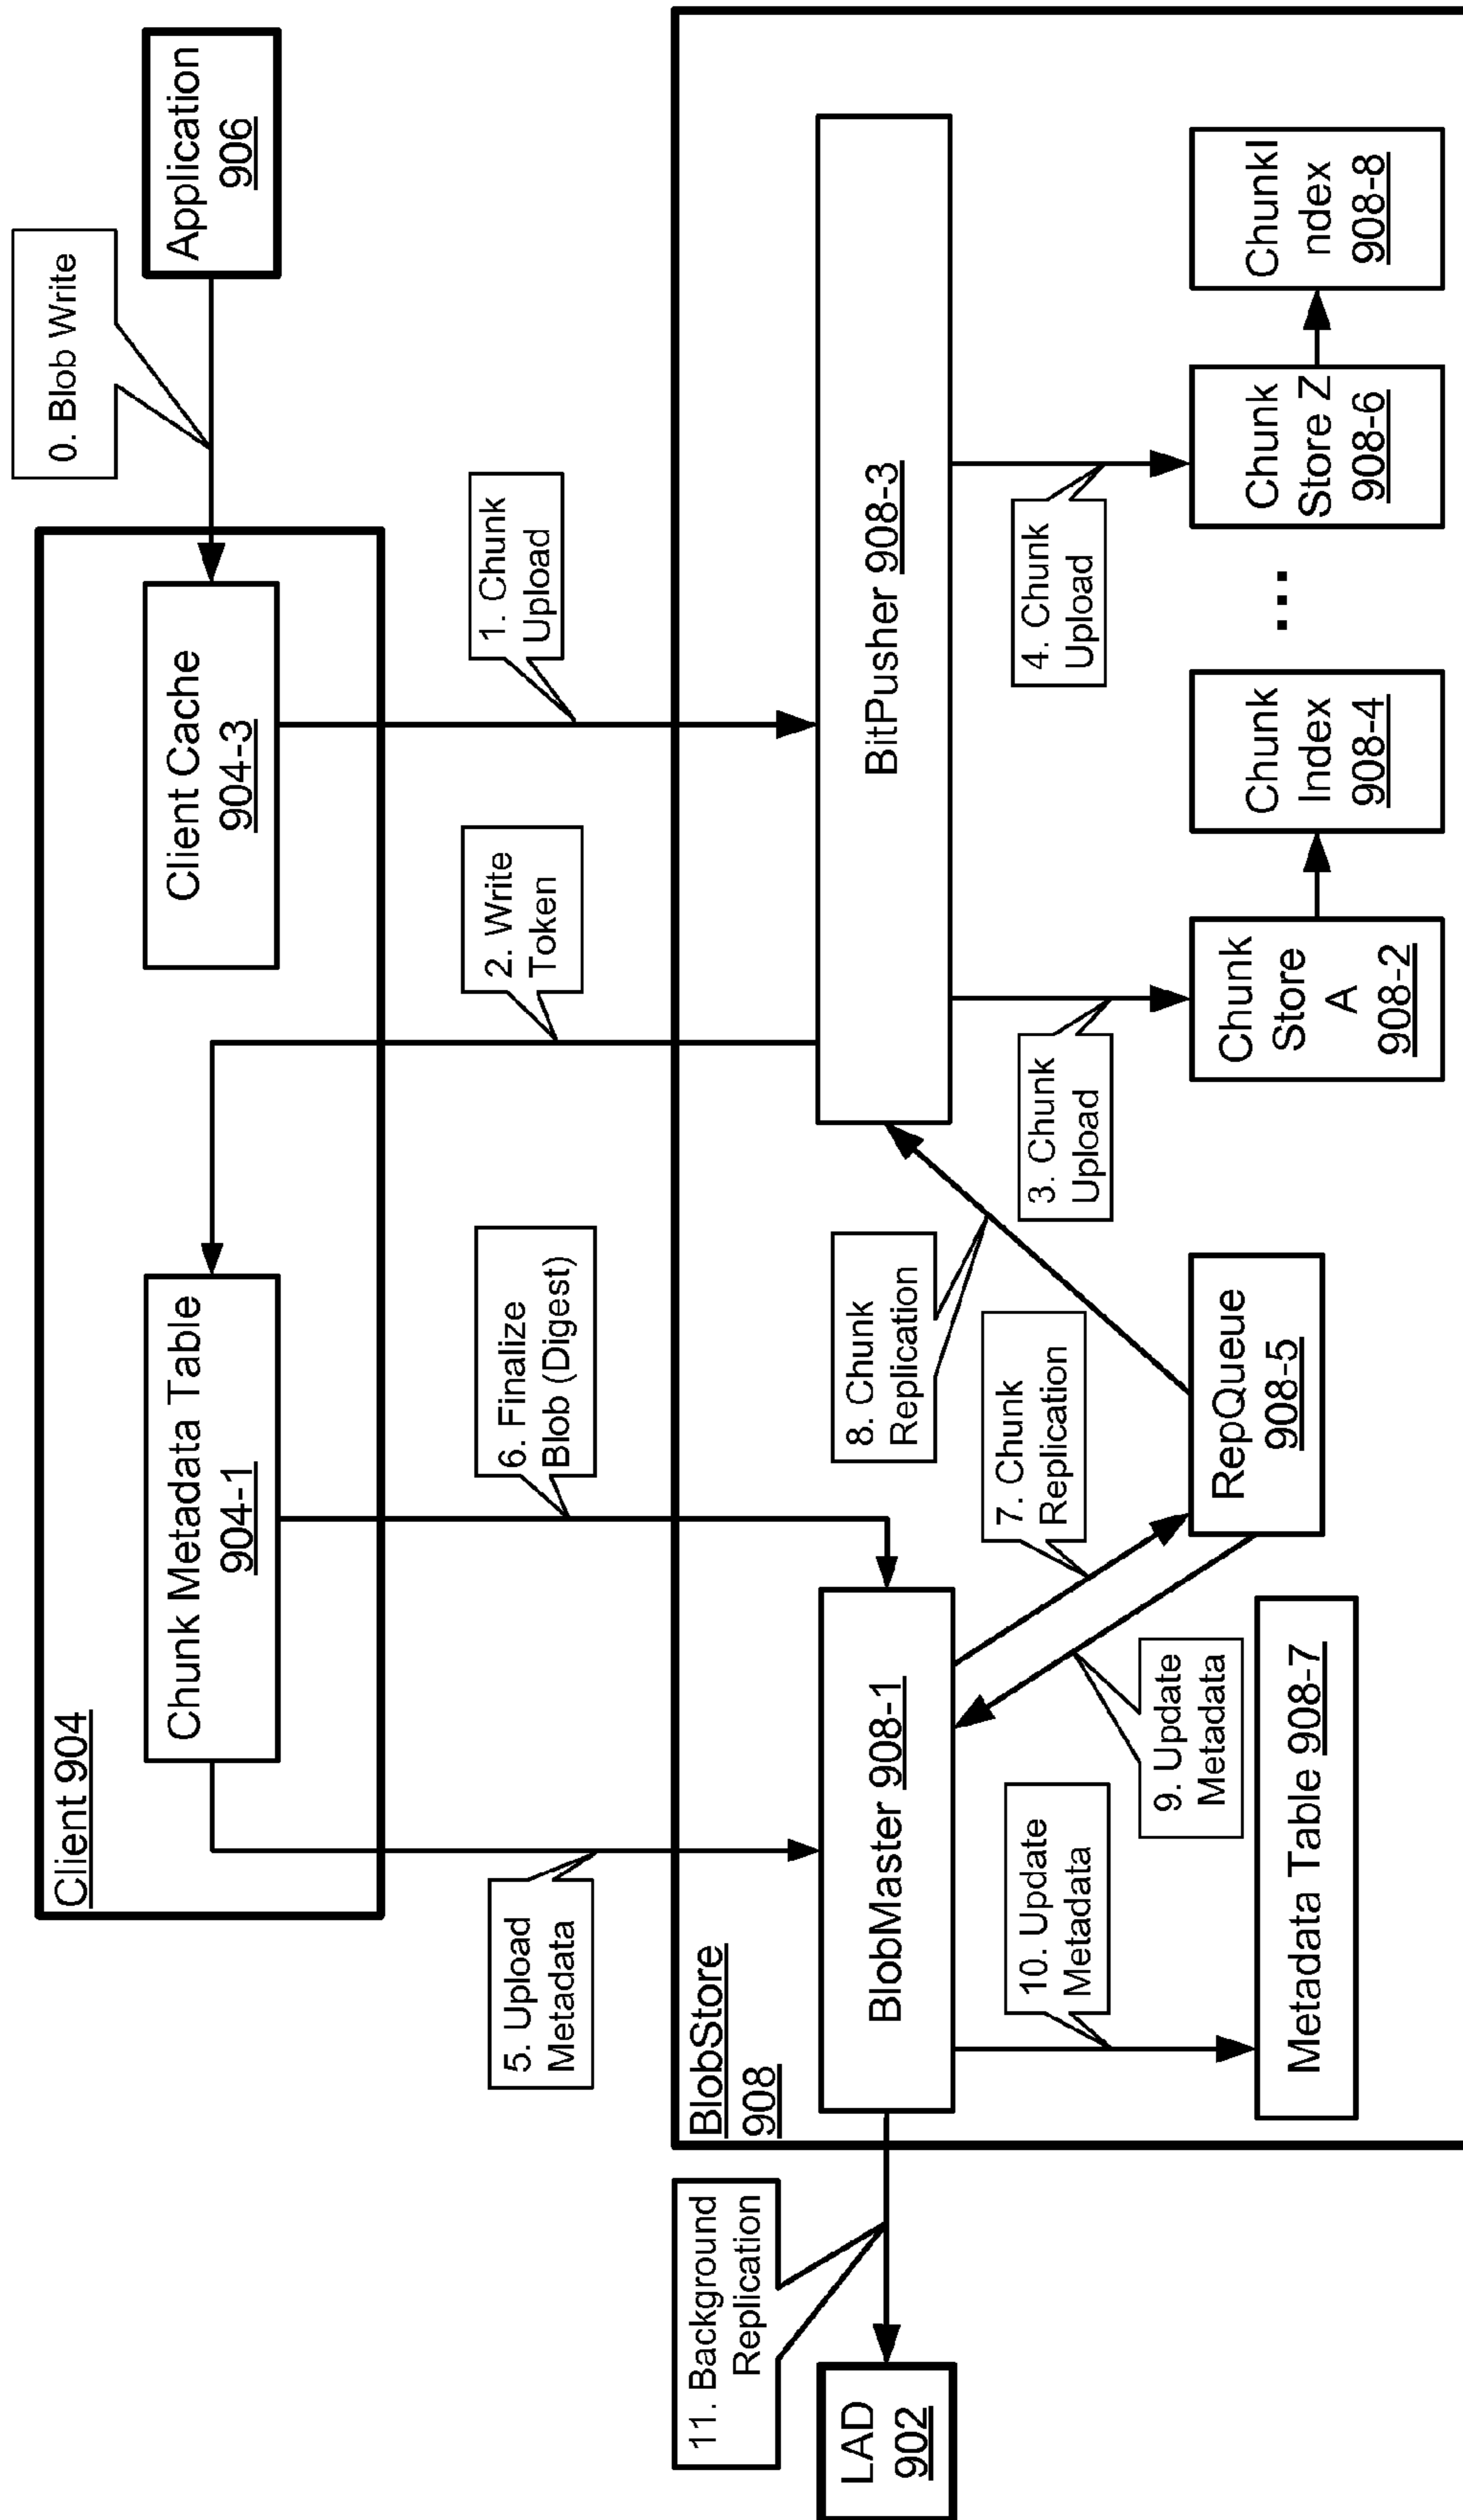 Client 904
Chunk Metadata Table
904-1
Client Cache
904-3
Application
906
0. Blob Write
5. Upload
Metadata
6. Finalize
Blob (Digest)
2. Write
Token
1. Chunk
Upload
11. Background
Replication
LAD
902
BlobStore
908
BlobMaster 908-1
BitPusher 908-3
8. Chunk
Replication
7. Chunk
Replication
10. Update
Metadata
9. Update
Metadata
3. Chunk
Upload
4. Chunk
Upload
Metadata Table 908-7
RepQueue
908-5
Chunk
Store
A
908-2
Chunk
Index
908-4
...
Chunk
Store Z
908-6
ChunkI
ndex
908-8